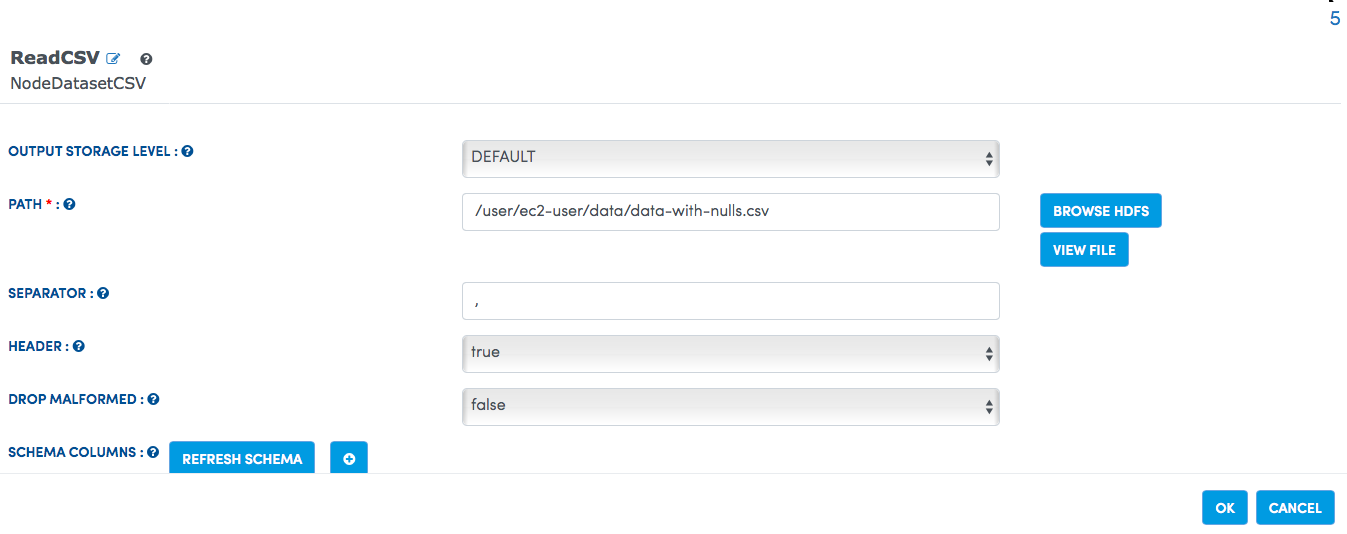 5
ReadCSV
NodeDatasetCSV
OUTPUT STORAGE LEVEL : DEFAULT
PATH * : /user/ec2-user/data/data-with-nulls.csv BROWSE HDFS
VIEW FILE
SEPARATOR : ,
HEADER : true
DROP MALFORMED : false
SCHEMA COLUMNS : REFRESH SCHEMA
OK CANCEL